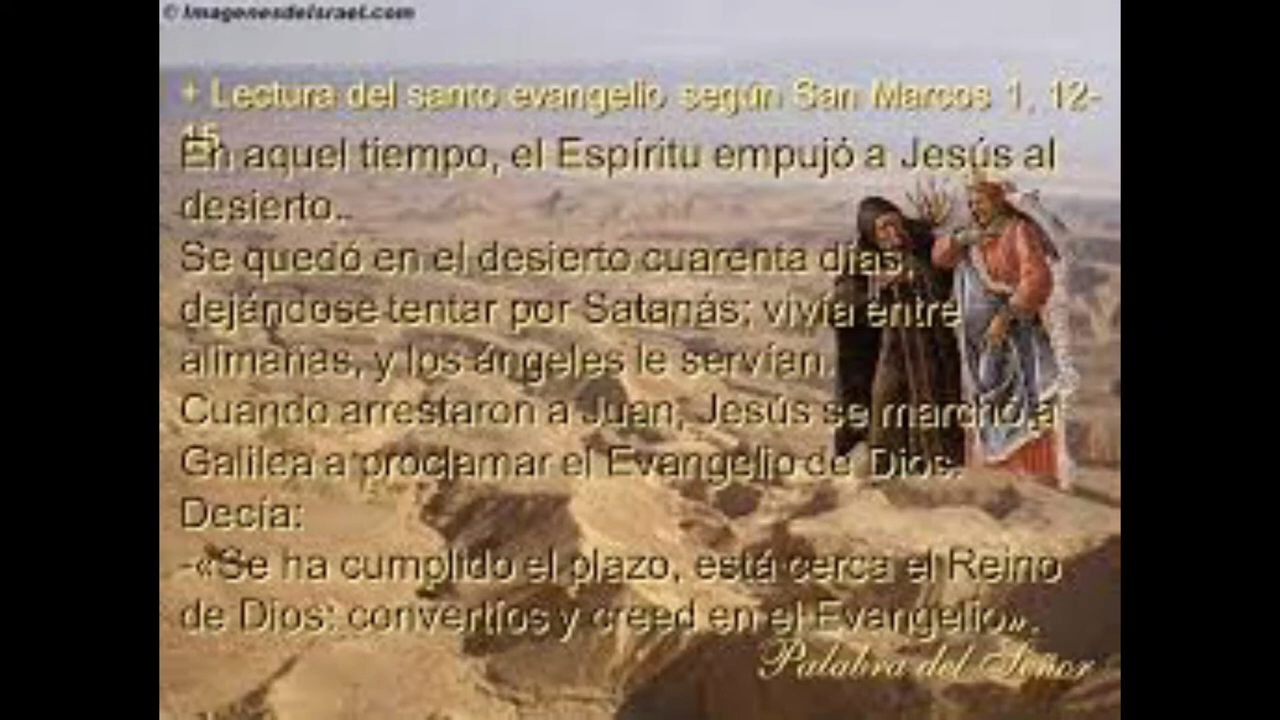 © imagenesdeisrael.com
+ Lectura del santo evangelio según San Marcos 1, 12-
15
En aquel tiempo, el Espíritu empujó a Jesús al
desierto..
Se quedó en el desierto cuarenta días,
dejándose tentar por Satanás; vivía entre
alimañas, y los ángeles le servían.
Cuando arrestaron a Juan, Jesús se marchó a
Galilea a proclamar el Evangelio de Dios.
Decía:
-«Se ha cumplido el plazo, está cerca el Reino
de Dios: convertíos y creed en el Evangelio».
Palabra del Señor